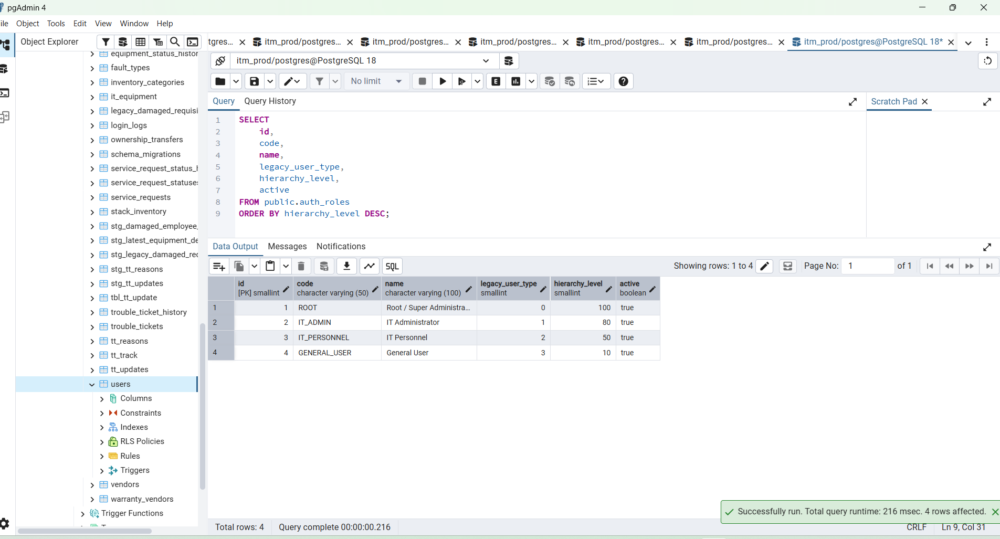 pgAdmin 4
ile Object Tools Edit View Window Help
Object Explorer
tgres... itm_prod/postgres... itm_prod/postgres... itm_prod/postgres... itm_prod/postgres... itm_prod/postgres... itm_prod/postgres@PostgreSQL 18*
itm_prod/postgres@PostgreSQL 18
No limit
E
Query Query History
Scratch Pad
equipment_status_histor
fault_types
inventory_categories
it_equipment
legacy_damaged_requisi
login_logs
ownership_transfers
schema_migrations
service_request_status_h
service_request_statuses
service_requests
stack_inventory
stg_damaged_employee_
stg_latest_equipment_de
stg_legacy_damaged_req
stg_tt_reasons
stg_tt_updates
tbl_tt_update
trouble_ticket_history
trouble_tickets
tt_reasons
tt_track
tt_updates
users
Columns
Constraints
Indexes
RLS Policies
Rules
Triggers
vendors
warranty_vendors
Trigger Functions
1 SELECT
2 id,
3 code,
4 name,
5 legacy_user_type,
6 hierarchy_level,
7 active
8 FROM public.auth_roles
9 ORDER BY hierarchy_level DESC;
Data Output Messages Notifications
SQL
Showing rows: 1 to 4 Page No: 1 of 1
id code name legacy_user_type hierarchy_level active
[PK] smallint character varying (50) character varying (100) smallint smallint boolean
1 1 ROOT Root / Super Administra... 0 100 true
2 2 IT_ADMIN IT Administrator 1 80 true
3 3 IT_PERSONNEL IT Personnel 2 50 true
4 4 GENERAL_USER General User 3 10 true
Successfully run. Total query runtime: 216 msec. 4 rows affected.
Total rows: 4 Query complete 00:00:00.216 CRLF Ln 9, Col 31